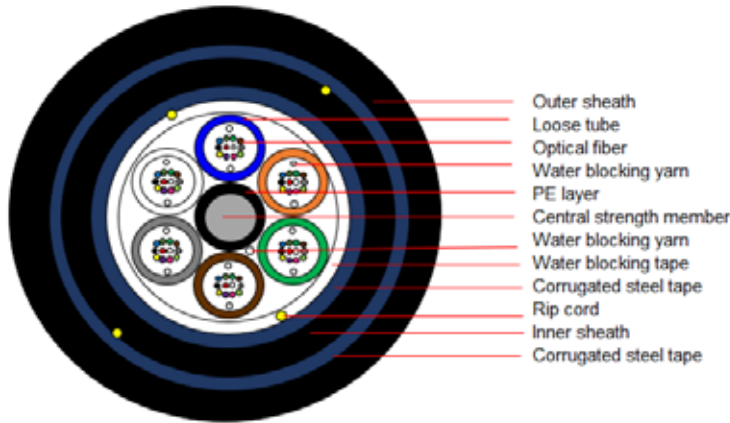 Outer sheath
Loose tube
Optical fiber
Water blocking yarn
PE layer
Central strength member
Water blocking yarn
Water blocking tape
Corrugated steel tape
Rip cord
Inner sheath
Corrugated steel tape